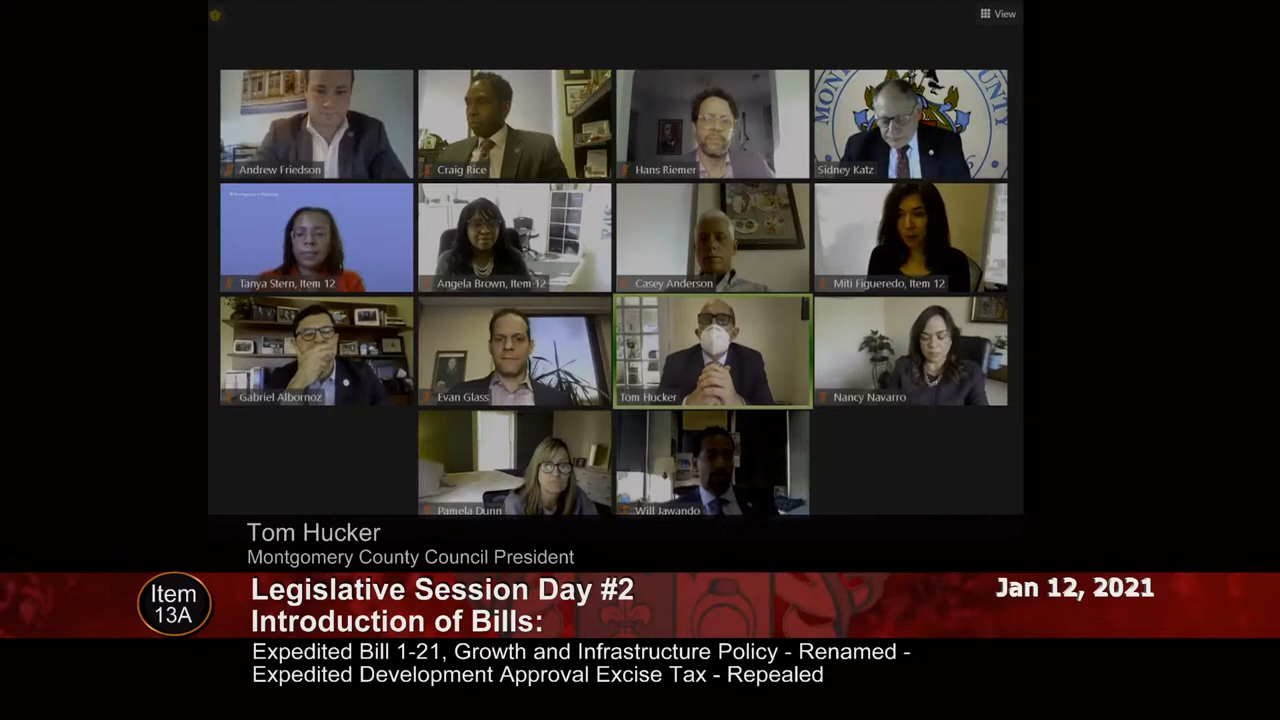 View
MONTGOMERY COUNTY
Andrew Friedson
Craig Rice
Hans Riemer
Sidney Katz
Tanya Stern, Item 12
Angela Brown, Item 12
Casey Anderson
Miti Figueredo, Item 12
Gabriel Albornoz
Evan Glass
Tom Hucker
Nancy Navarro
Pamela Dunn
Will Jawando
Tom Hucker
Montgomery County Council President
Item
13A
Legislative Session Day #2
Jan 12, 2021
Introduction of Bills:
Expedited Bill 1-21, Growth and Infrastructure Policy - Renamed -
Expedited Development Approval Excise Tax - Repealed